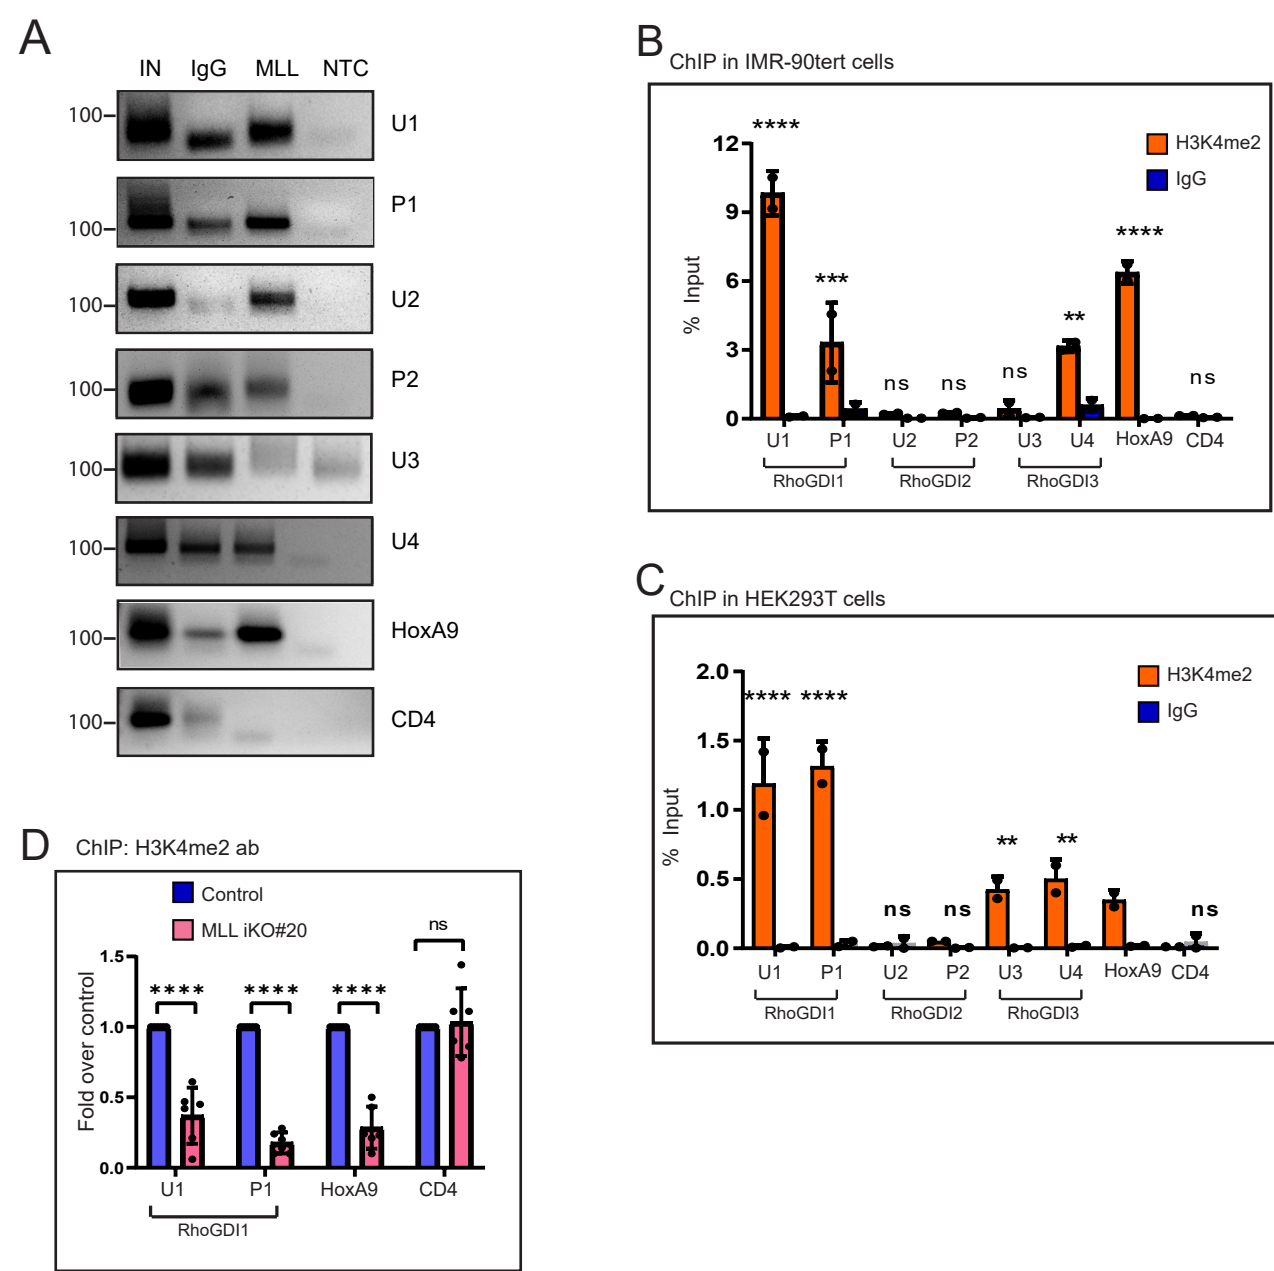 A
IN IgG MLL NTC
100 U1
100 P1
100 U2
100 P2
100 U3
100 U4
100 HoxA9
100 CD4
B
ChIP in IMR-90tert cells
H3K4me2
IgG
% Input
12
9
6
3
0
**** *** ns ns ns ** **** ns
U1 P1 U2 P2 U3 U4 HoxA9 CD4
RhoGDI1 RhoGDI2 RhoGDI3
C
ChIP in HEK293T cells
H3K4me2
IgG
% Input
2.0
1.5
1.0
0.5
0.0
**** **** ns ns ** ** ns
U1 P1 U2 P2 U3 U4 HoxA9 CD4
RhoGDI1 RhoGDI2 RhoGDI3
D
ChIP: H3K4me2 ab
Control
MLL iKO#20
Fold over control
1.5
1.0
0.5
0.0
**** **** **** ns
U1 P1 HoxA9 CD4
RhoGDI1